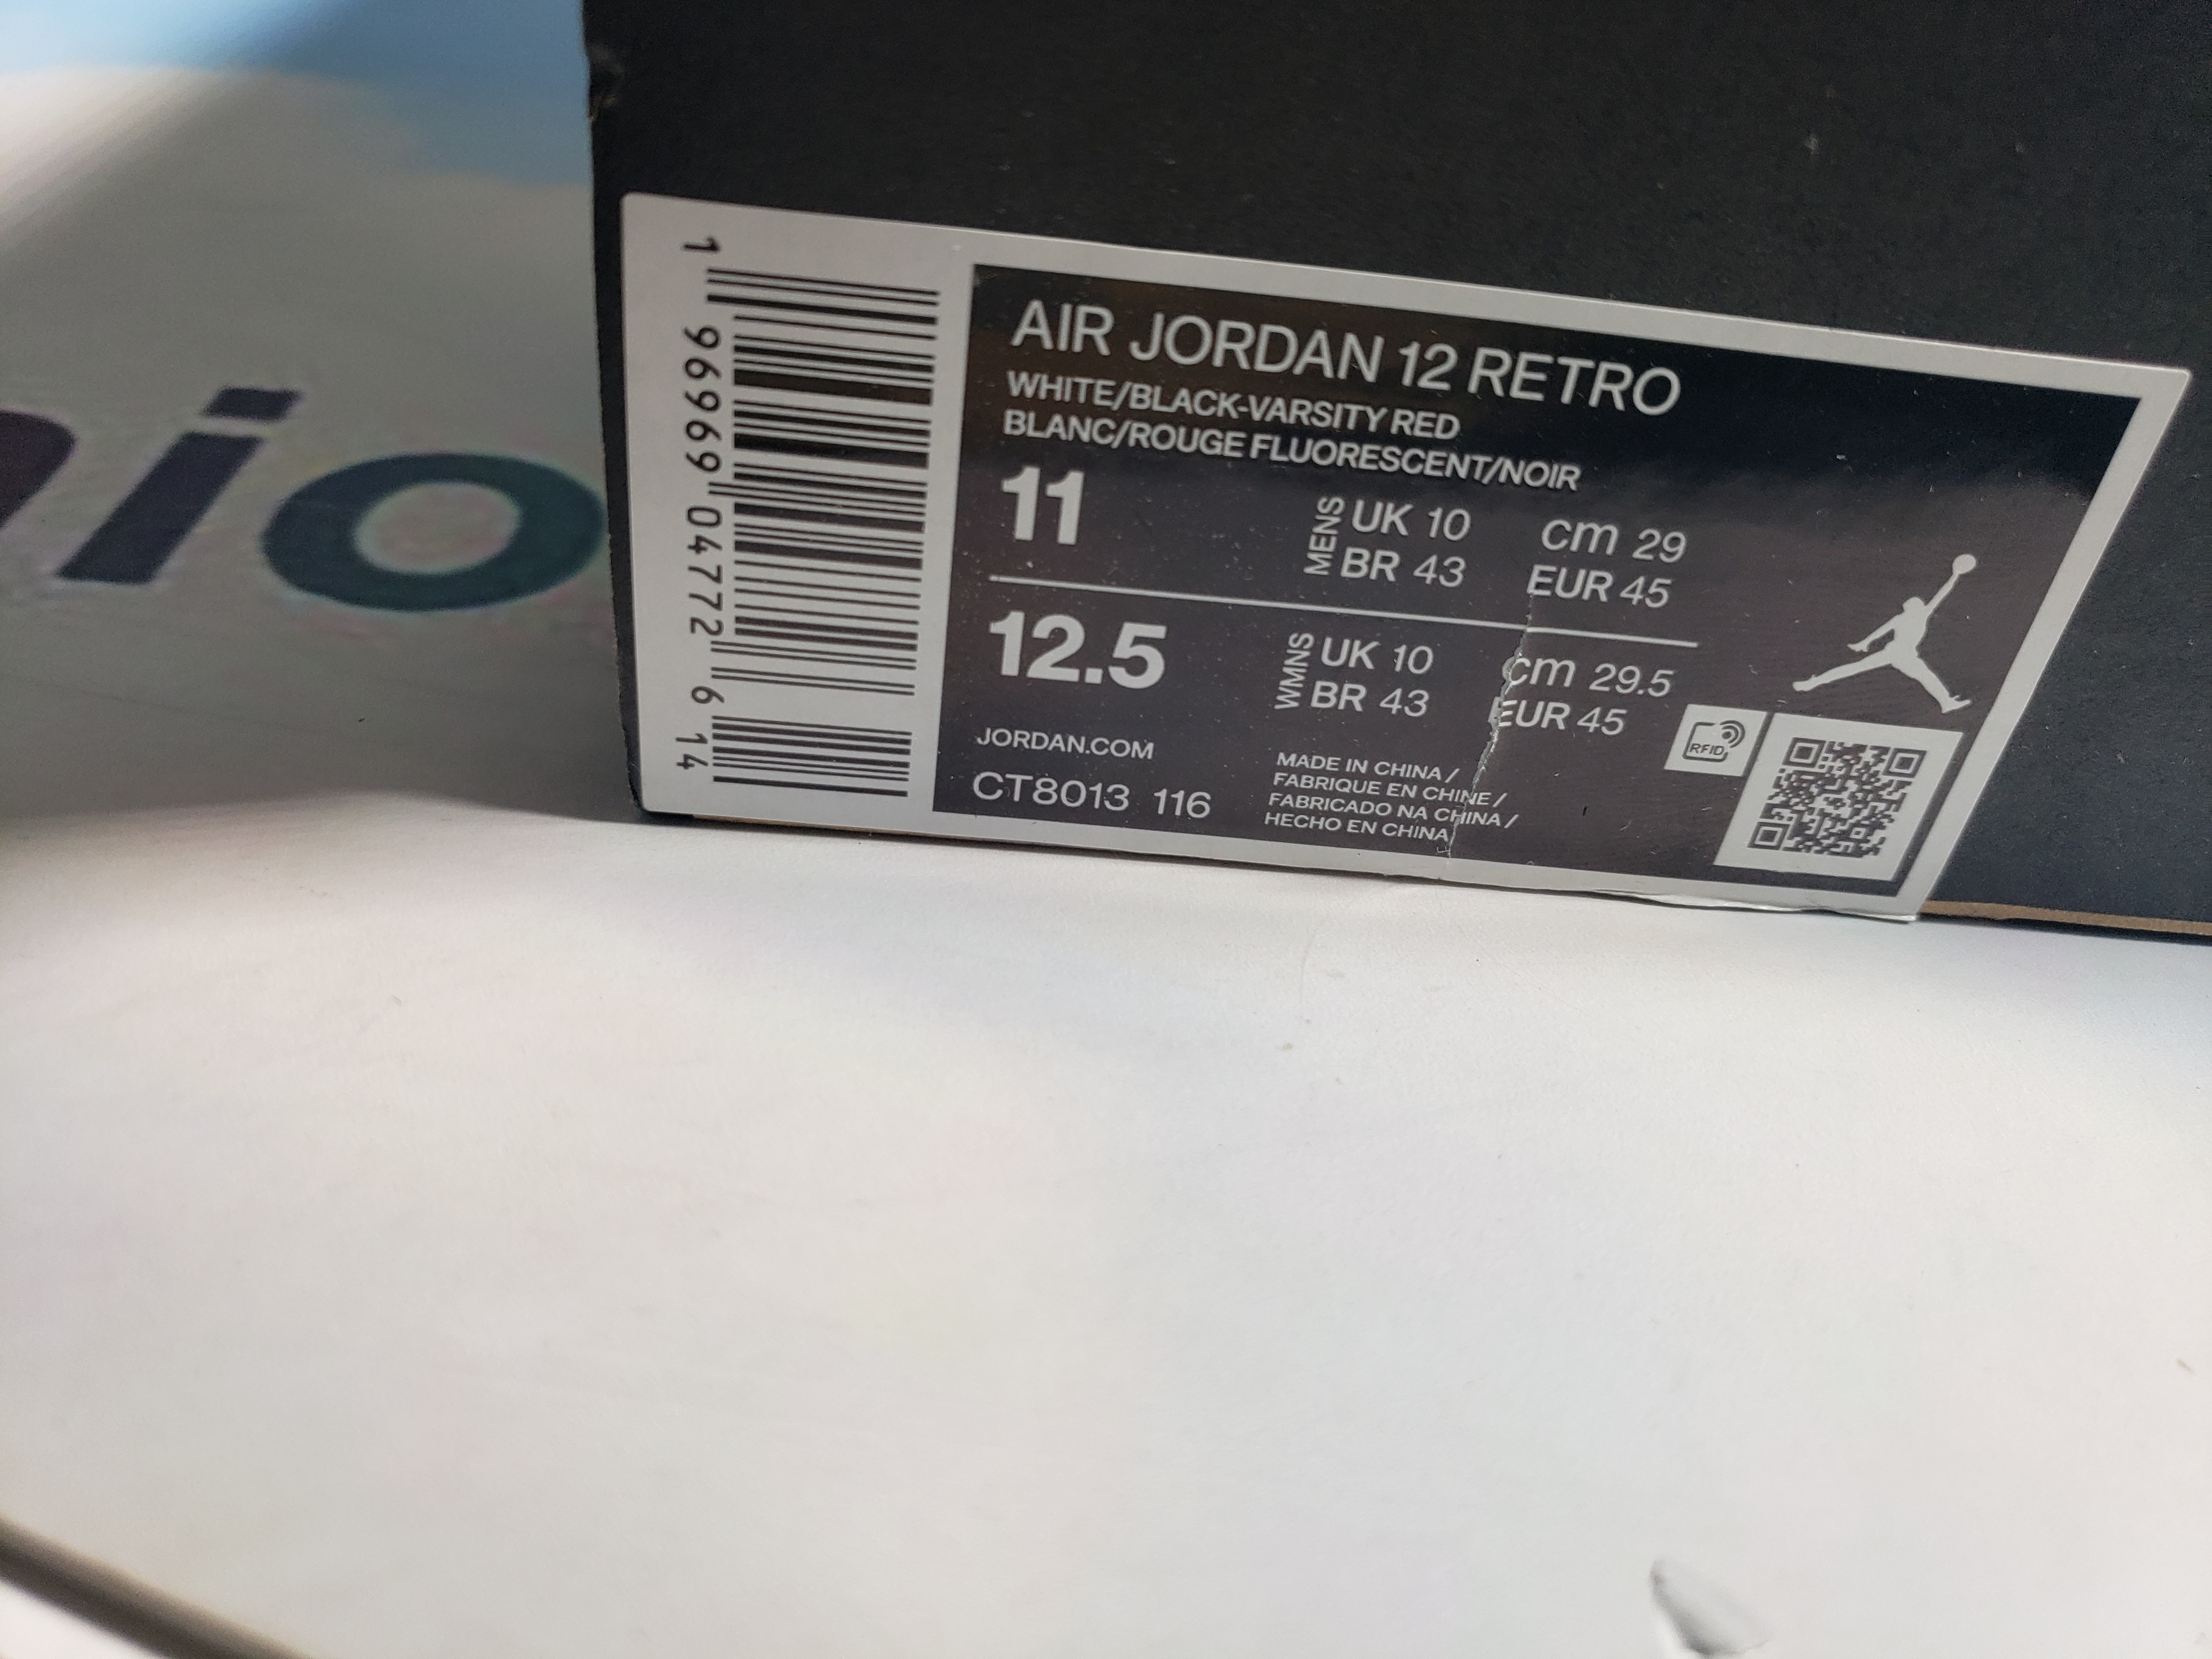 nio
1 96969 04772 6 14
AIR JORDAN 12 RETRO
WHITE/BLACK-VARSITY RED
BLANC/ROUGE FLUORESCENT/NOIR
11
MENS
UK 10 cm 29
BR 43 EUR 45
12.5
WMNS
UK 10 cm 29.5
BR 43 EUR 45
JORDAN.COM
CT8013 116
MADE IN CHINA /
FABRIQUE EN CHINE /
FABRICADO NA CHINA /
HECHO EN CHINA
RFID